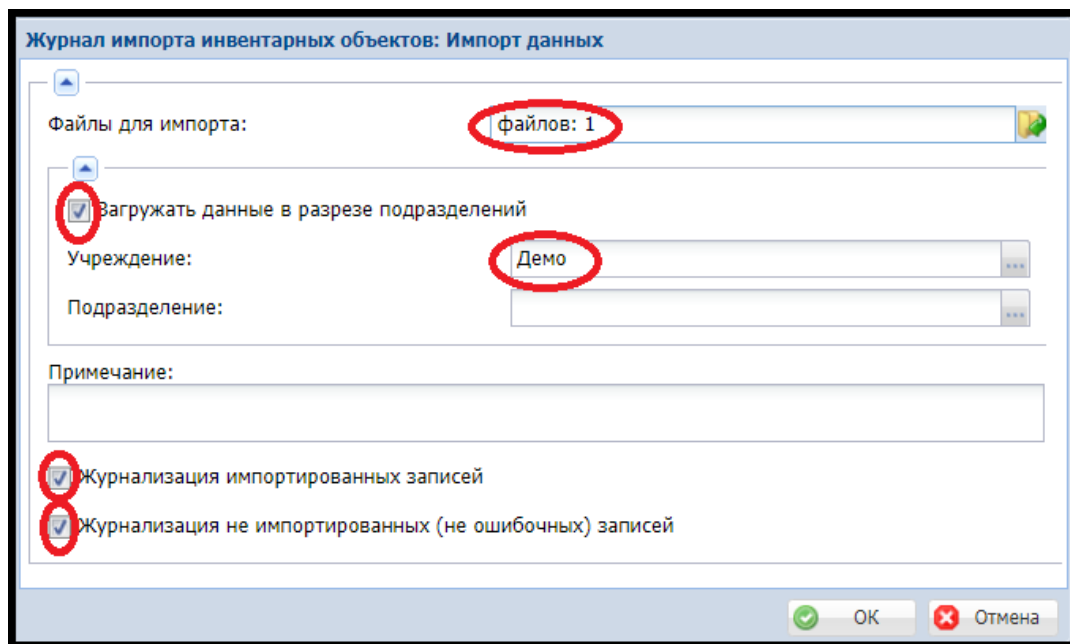 Журнал импорта инвентарных объектов: Импорт данных
Файлы для импорта: файлов: 1
Загружать данные в разрезе подразделений
Учреждение: Демо ...
Подразделение: ...
Примечание:
Журнализация импортированных записей
Журнализация не импортированных (не ошибочных) записей
ОК Отмена